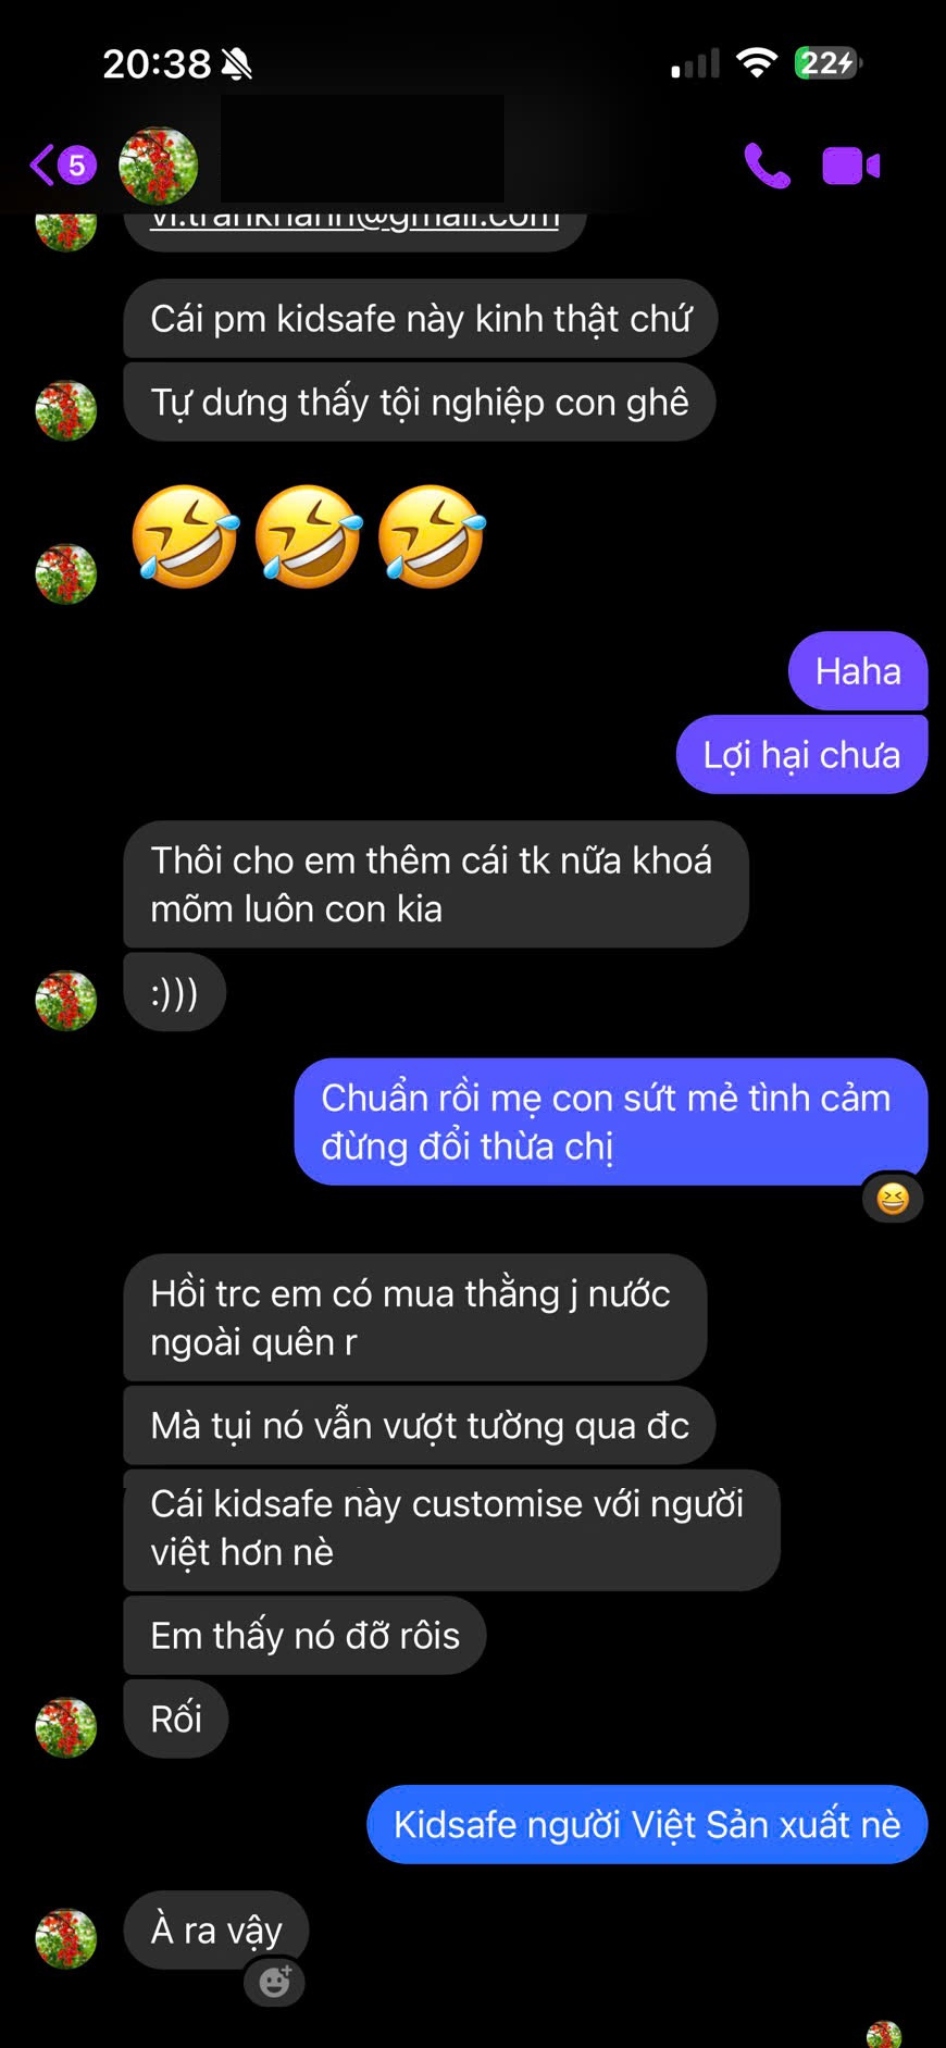 20:38
22
5
vi.trankhanh@gmail.com
Cái pm kidsafe này kinh thật chứ
Tự dưng thấy tội nghiệp con ghê
🤣🤣🤣
Haha
Lợi hại chưa
Thôi cho em thêm cái tk nữa khoá
mõm luôn con kia
:)))
Chuẩn rồi mẹ con sứt mẻ tình cảm
đừng đổi thừa chị
Hồi trc em có mua thằng j nước
ngoài quên r
Mà tụi nó vẫn vượt tường qua đc
Cái kidsafe này customise với người
việt hơn nè
Em thấy nó đỡ rôis
Rối
Kidsafe người Việt Sản xuất nè
À ra vậy